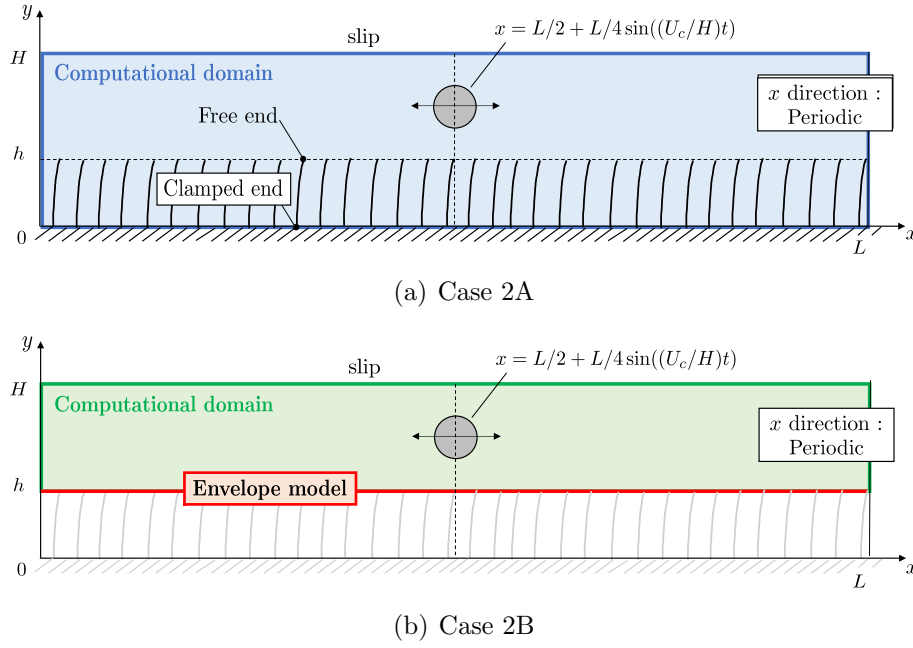 y
x = L/2 + L/4 sin((U_c/H)t)
slip
H
Computational domain
x direction :
Periodic
Free end
h
Clamped end
0
x
L
(a) Case 2A
y
x = L/2 + L/4 sin((U_c/H)t)
slip
H
Computational domain
x direction :
Periodic
h
Envelope model
0
x
L
(b) Case 2B